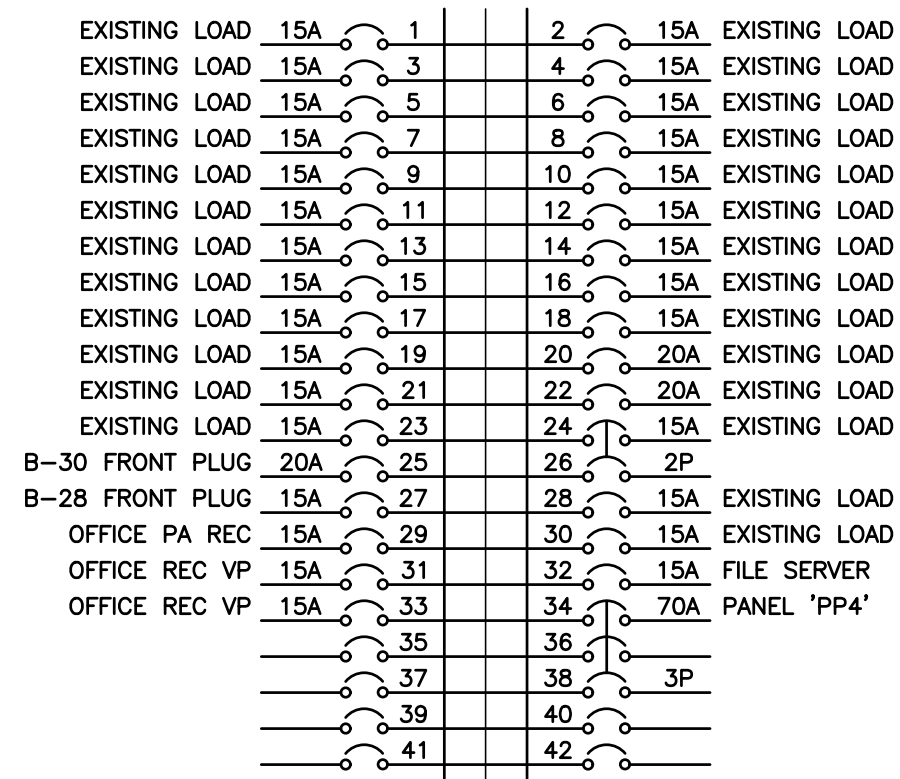 EXISTING LOAD 15A 1 2 15A EXISTING LOAD
EXISTING LOAD 15A 3 4 15A EXISTING LOAD
EXISTING LOAD 15A 5 6 15A EXISTING LOAD
EXISTING LOAD 15A 7 8 15A EXISTING LOAD
EXISTING LOAD 15A 9 10 15A EXISTING LOAD
EXISTING LOAD 15A 11 12 15A EXISTING LOAD
EXISTING LOAD 15A 13 14 15A EXISTING LOAD
EXISTING LOAD 15A 15 16 15A EXISTING LOAD
EXISTING LOAD 15A 17 18 15A EXISTING LOAD
EXISTING LOAD 15A 19 20 20A EXISTING LOAD
EXISTING LOAD 15A 21 22 20A EXISTING LOAD
EXISTING LOAD 15A 23 24 15A EXISTING LOAD
B-30 FRONT PLUG 20A 25 26 2P
B-28 FRONT PLUG 15A 27 28 15A EXISTING LOAD
OFFICE PA REC 15A 29 30 15A EXISTING LOAD
OFFICE REC VP 15A 31 32 15A FILE SERVER
OFFICE REC VP 15A 33 34 70A PANEL 'PP4'
35 36
37 38 3P
39 40
41 42